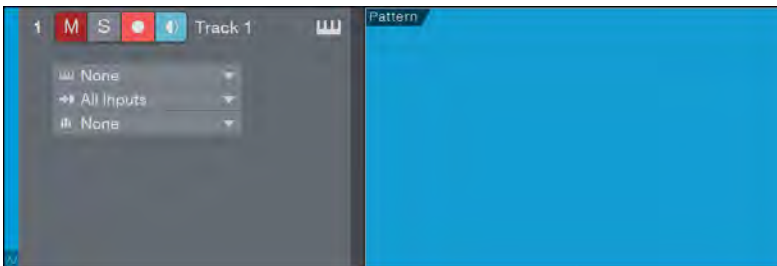 1 M S Track 1
None
All Inputs
None
Pattern